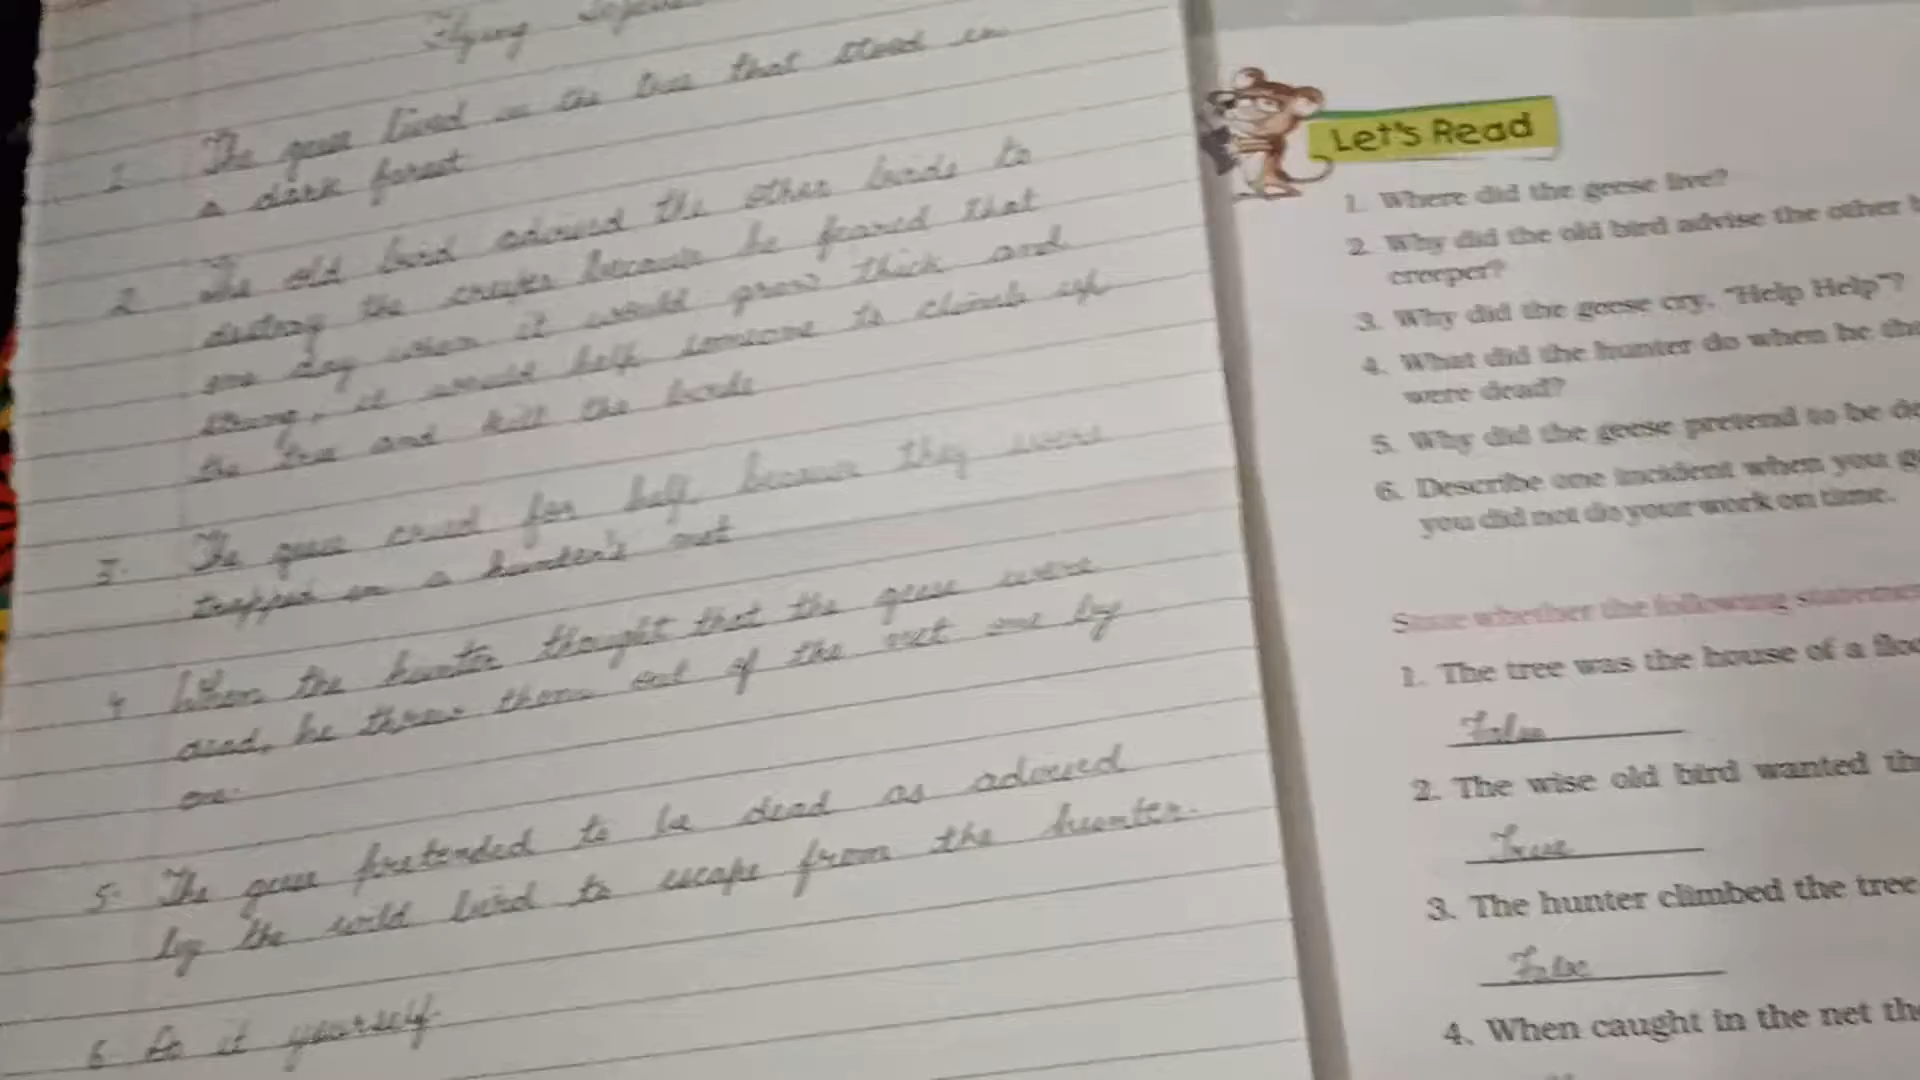 Flying
1 The geese lived in the tree that stood in
a dark forest
2 The old bird advised the other birds to
destroy the creeper because he feared that
one day when it would grow thick and
strong, it would help someone to climb up
the tree and kill the birds
3. The geese cried for help because they were
trapped in a hunter's net
4 When the hunter thought that the geese were
dead, he threw them out of the net one by
one.
5. The geese pretended to be dead as advised
by the bird to escape from the hunter.
6 Do it yourself.
Let's Read
1. Where did the geese live?
2. Why did the old bird advise the other
creeper?
3. Why did the geese cry, "Help Help"?
4. What did the hunter do when he
were dead?
5. Why did the geese pretend to be
6. Describe one incident when you
you did not do your work on time.
State whether the following
1. The tree was the house of a
False
2. The wise old bird wanted
True
3. The hunter climbed the tree
False
4. When caught in the net